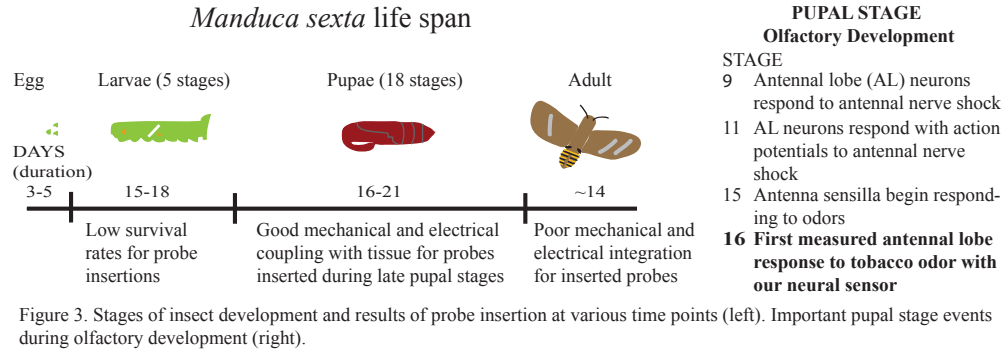 Manduca sexta life span
Egg
Larvae (5 stages)
Pupae (18 stages)
Adult
DAYS
(duration)
3-5
15-18
16-21
~14
Low survival
rates for probe
insertions
Good mechanical and electrical
coupling with tissue for probes
inserted during late pupal stages
Poor mechanical and
electrical integration
for inserted probes
PUPAL STAGE
Olfactory Development
STAGE
9 Antennal lobe (AL) neurons
respond to antennal nerve shock
11 AL neurons respond with action
potentials to antennal nerve
shock
15 Antenna sensilla begin respond-
ing to odors
16 First measured antennal lobe
response to tobacco odor with
our neural sensor
Figure 3. Stages of insect development and results of probe insertion at various time points (left). Important pupal stage events
during olfactory development (right).